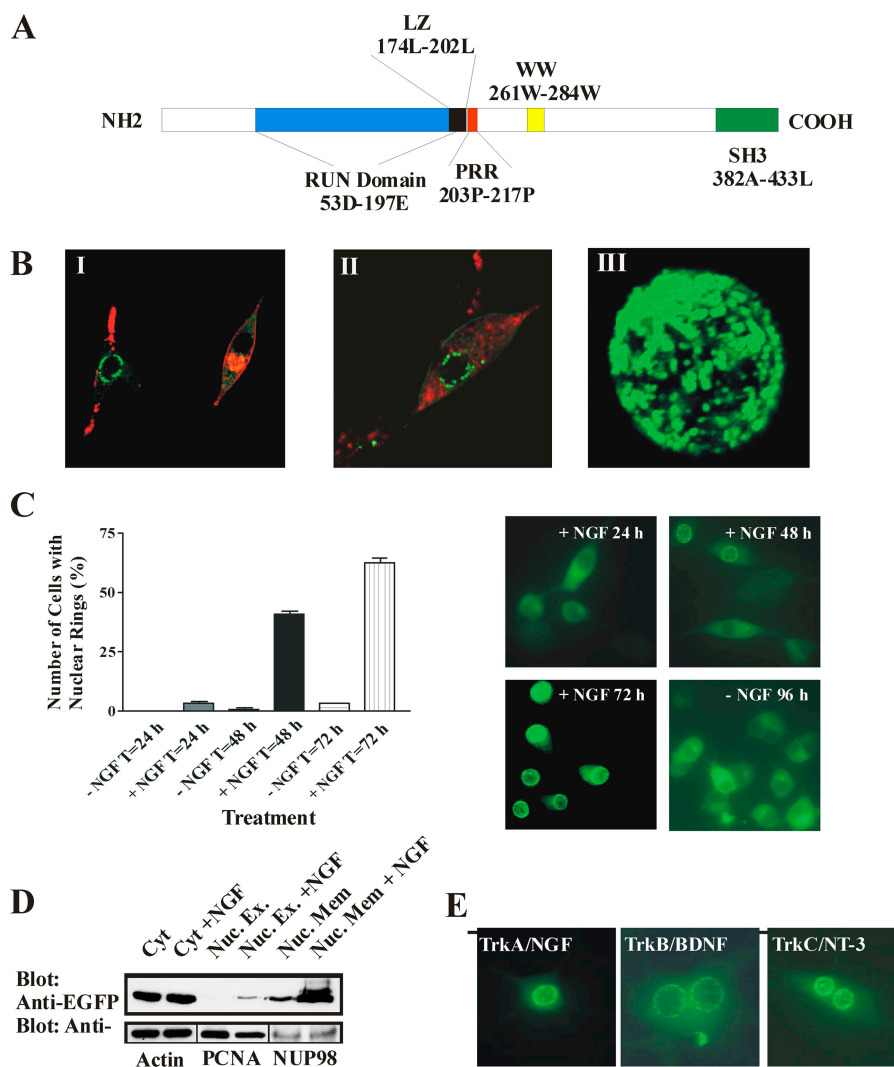 A
LZ
174L-202L
WW
261W-284W
NH2
COOH
RUN Domain
53D-197E
PRR
203P-217P
SH3
382A-433L
B
I
II
III
C
Number of Cells with
Nuclear Rings (%)
75
50
25
0
- NGF T=24 h
+ NGF T=24 h
- NGF T=48 h
+ NGF T=48 h
- NGF T=72 h
+ NGF T=72 h
Treatment
+ NGF 24 h
+ NGF 48 h
+ NGF 72 h
- NGF 96 h
D
Cyt
Cyt +NGF
Nuc. Ex.
Nuc. Ex. +NGF
Nuc. Mem
Nuc. Mem + NGF
Blot:
Anti-EGFP
Blot: Anti-
Actin
PCNA
NUP98
E
TrkA/NGF
TrkB/BDNF
TrkC/NT-3